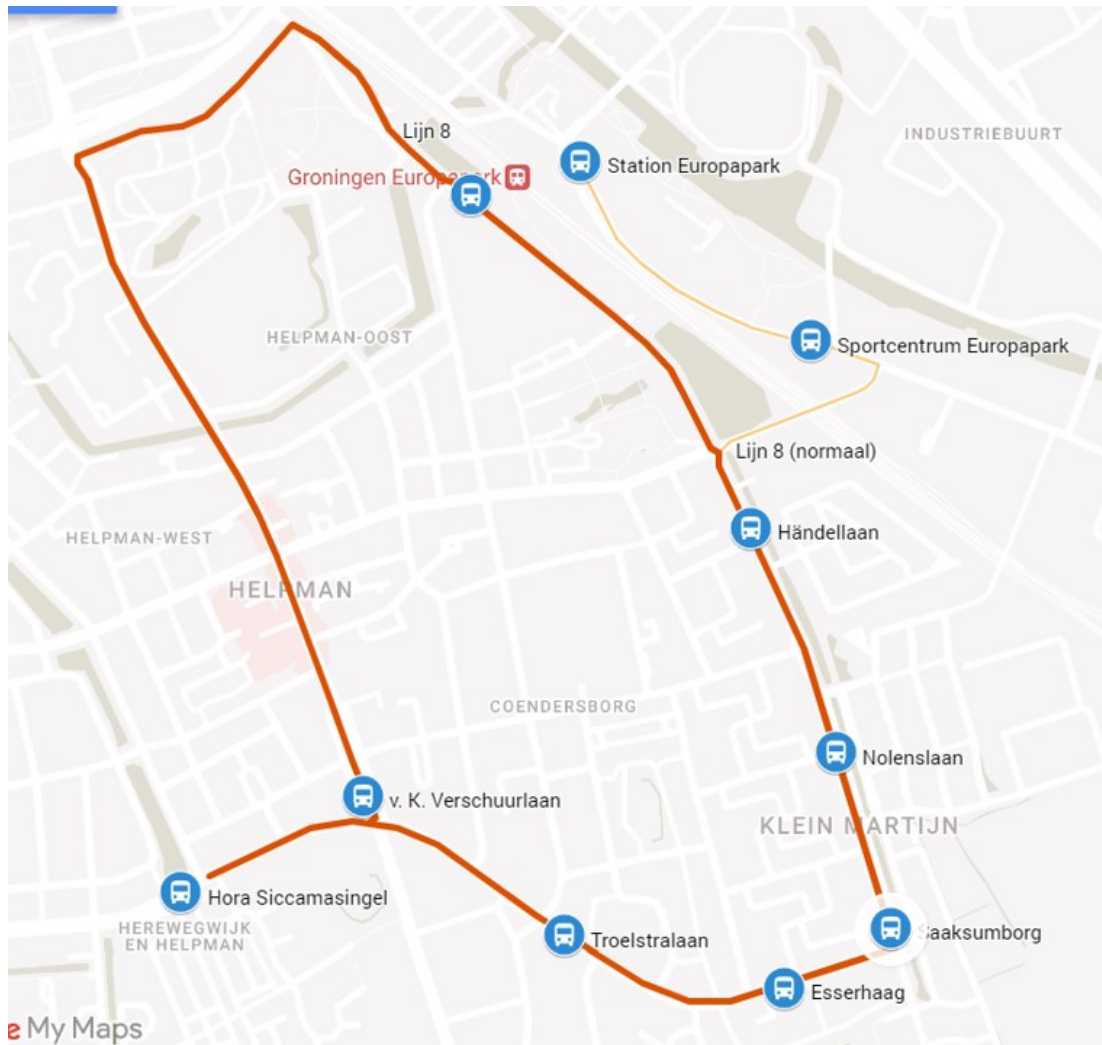 Lijn 8
INDUSTRIEBUURT
Station Europapark
Groningen Europapark
HELPMAN-OOST
Sportcentrum Europapark
Lijn 8 (normaal)
Händellaan
HELPMAN-WEST
HELPMAN
COENDERSBORG
Nolenslaan
v. K. Verschuurlaan
KLEIN MARTIJN
Hora Siccamasingel
HEREWEGWIJK
EN HELPMAN
Troelstralaan
Saaksumborg
Esserhaag
e My Maps